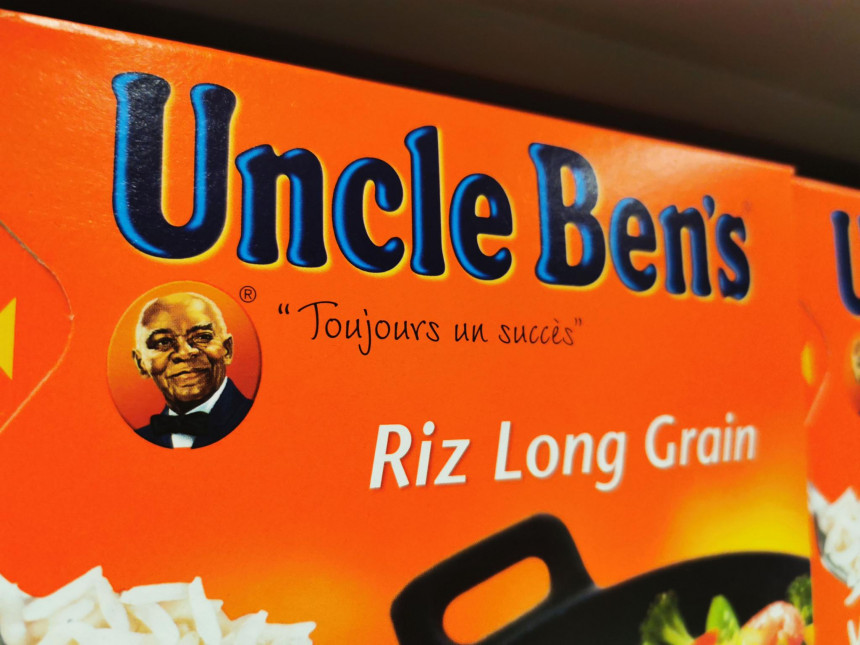 Uncle Ben's
®
“Toujours un succès”
Riz Long Grain